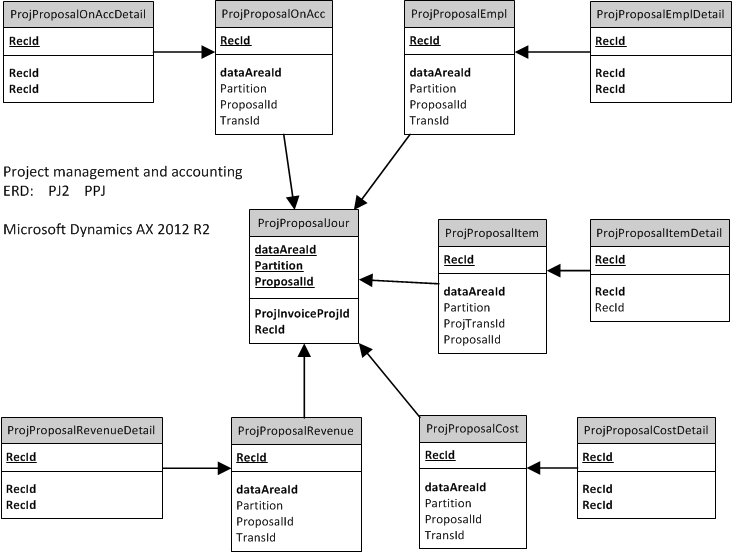 ProjProposalOnAccDetail
RecId
RecId
RecId
ProjProposalOnAcc
RecId
dataAreaId
Partition
ProposalId
TransId
ProjProposalEmpl
RecId
dataAreaId
Partition
ProposalId
TransId
ProjProposalEmplDetail
RecId
RecId
RecId
Project management and accounting
ERD: PJ2 PPJ
Microsoft Dynamics AX 2012 R2
ProjProposalJour
dataAreaId
Partition
ProposalId
ProjInvoiceProjId
RecId
ProjProposalItem
RecId
dataAreaId
Partition
ProjTransId
ProposalId
ProjProposalItemDetail
RecId
RecId
RecId
ProjProposalRevenueDetail
RecId
RecId
RecId
ProjProposalRevenue
RecId
dataAreaId
Partition
ProposalId
TransId
ProjProposalCost
RecId
dataAreaId
Partition
ProposalId
TransId
ProjProposalCostDetail
RecId
RecId
RecId